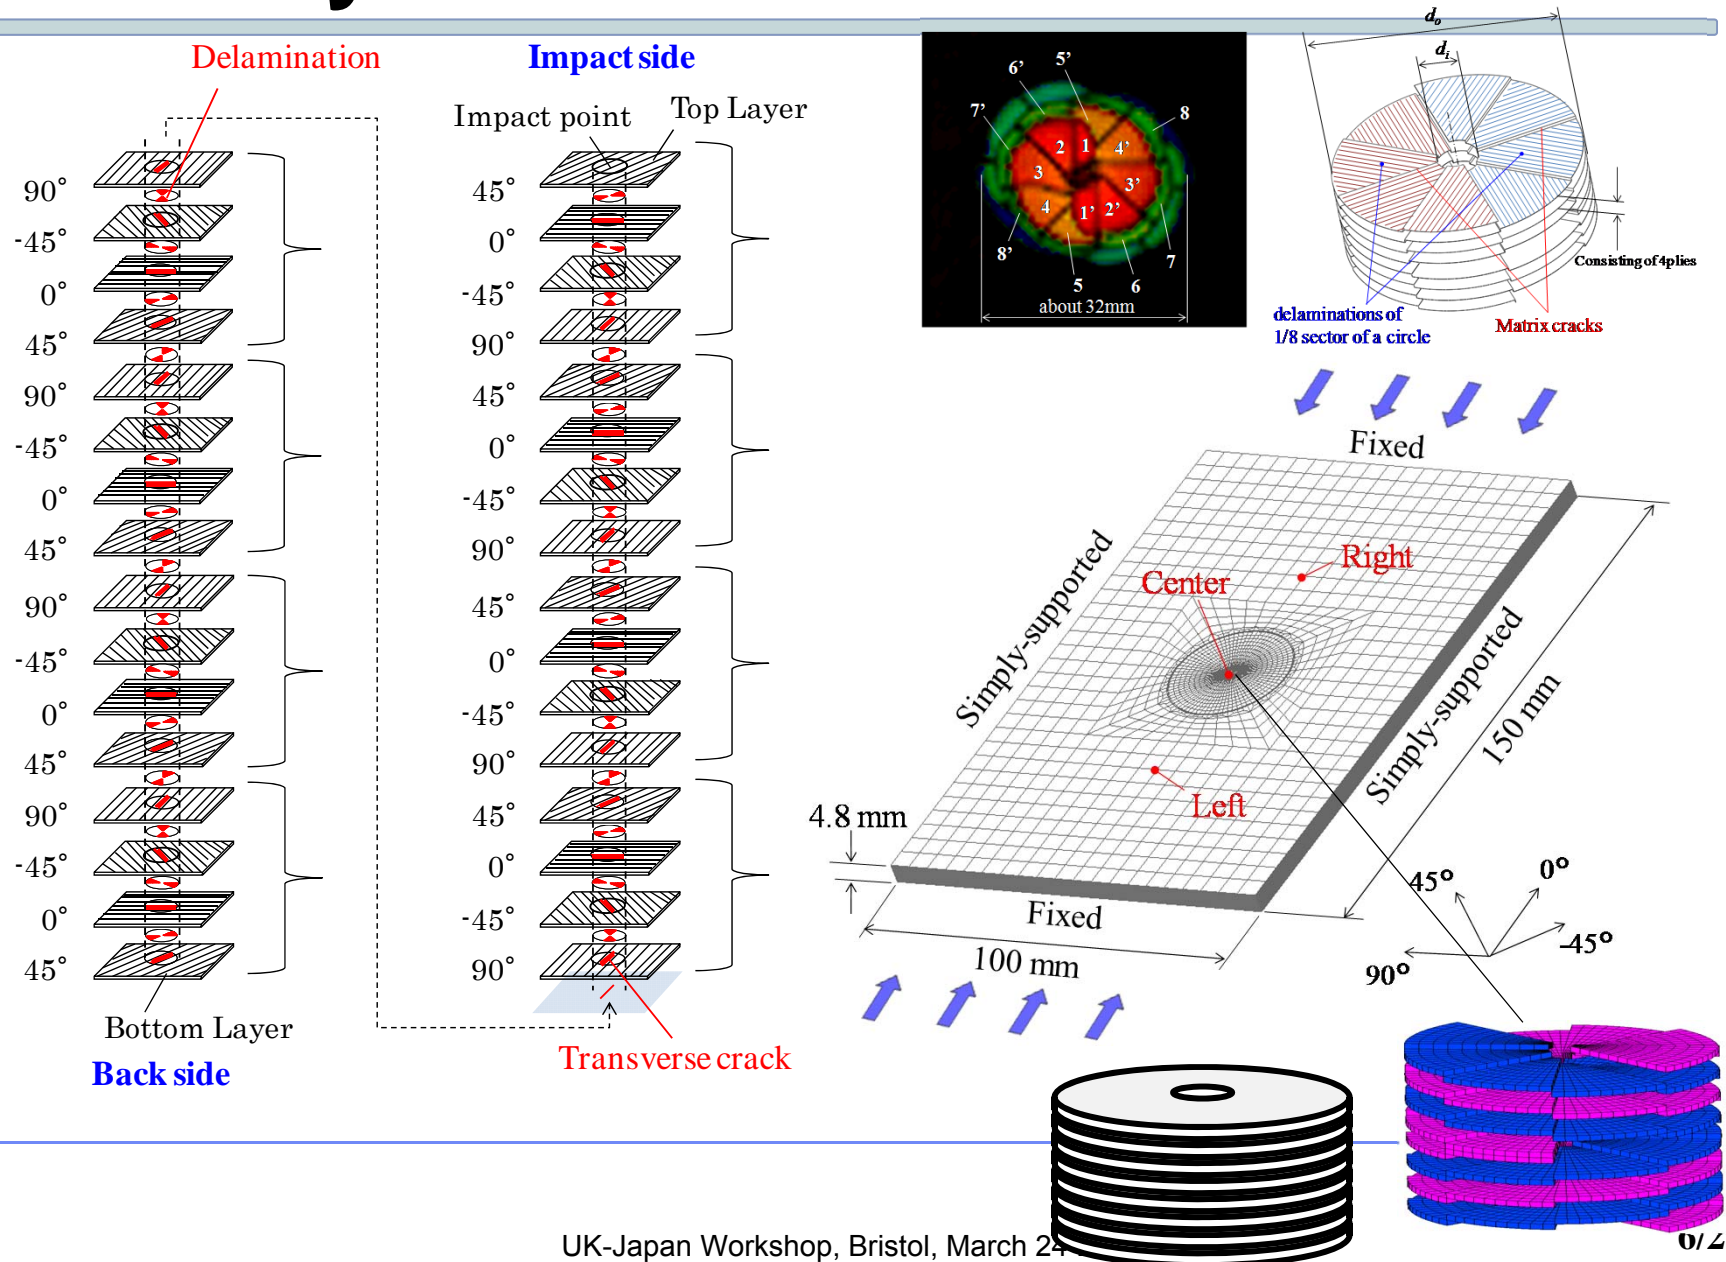 Delamination
Impact side
Impact point
Top Layer
90°
-45°
0°
45°
90°
-45°
0°
45°
90°
-45°
0°
45°
90°
-45°
0°
45°
Bottom Layer
Back side
45°
0°
-45°
90°
45°
0°
-45°
90°
45°
0°
-45°
90°
45°
0°
-45°
90°
Transverse crack
5’
6’
7’
8
2
1
4’
3
3’
4
1’
2’
8’
7
5
6
about 32mm
do
di
Consisting of 4plies
delaminations of
1/8 sector of a circle
Matrix cracks
Fixed
Right
Center
Simply-supported
Simply-supported
150 mm
Left
4.8 mm
Fixed
100 mm
45°
0°
-45°
90°
UK-Japan Workshop, Bristol, March 24
6/2